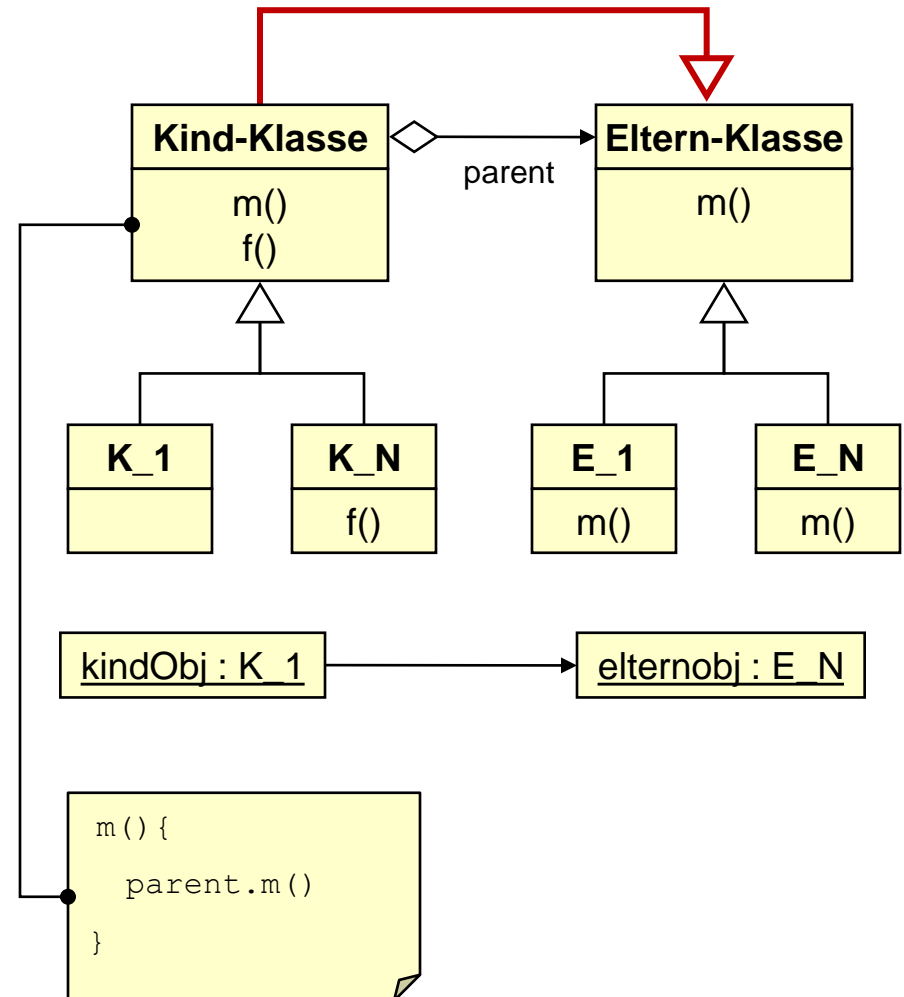 Kind-Klasse
m()
f()
parent
Eltern-Klasse
m()
K_1
K_N
f()
E_1
m()
E_N
m()
kindObj : K_1
elternobj : E_N
m(){
parent.m()
}